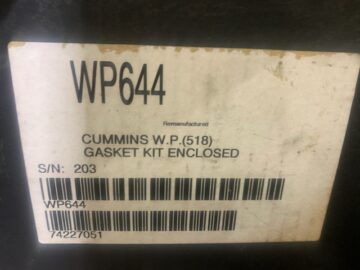 WP644
Remanufactured
CUMMINS W.P.(518)
GASKET KIT ENCLOSED
S/N: 203
WP644
74227051